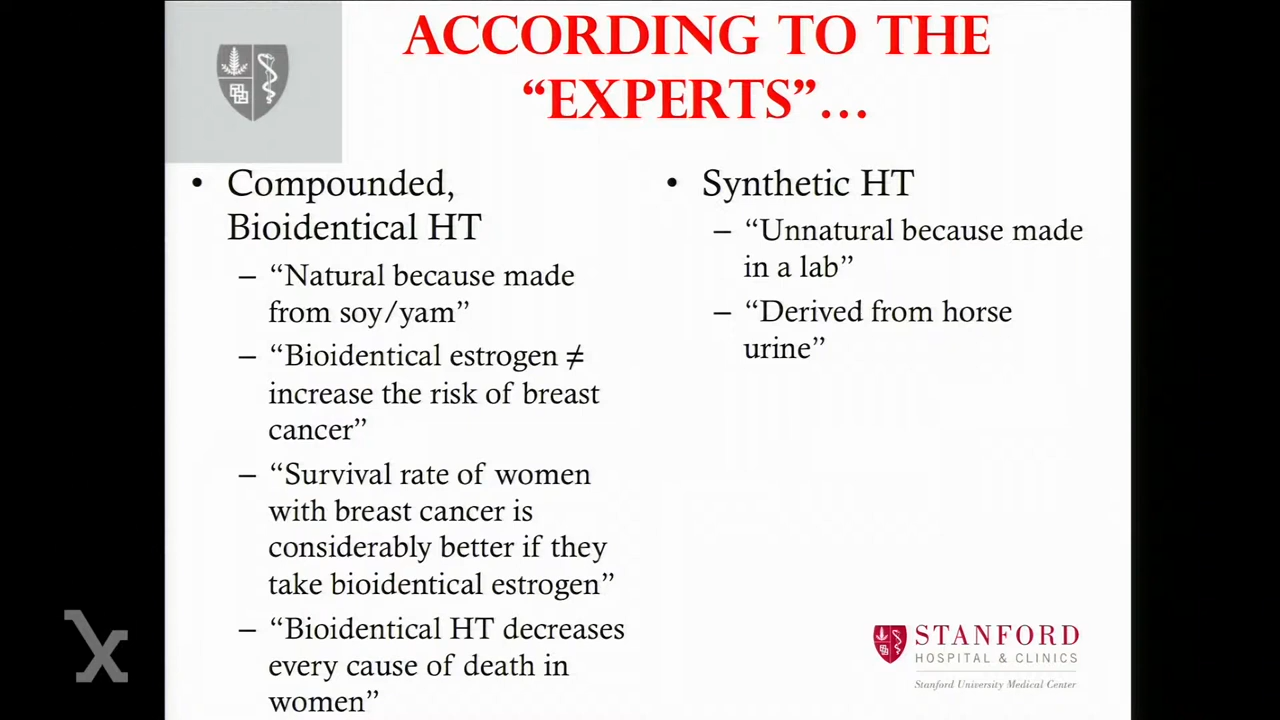 ACCORDING TO THE
“EXPERTS”…
• Compounded,
Bioidentical HT
– “Natural because made
from soy/yam”
– “Bioidentical estrogen ≠
increase the risk of breast
cancer”
– “Survival rate of women
with breast cancer is
considerably better if they
take bioidentical estrogen”
– “Bioidentical HT decreases
every cause of death in
women”
• Synthetic HT
– “Unnatural because made
in a lab”
– “Derived from horse
urine”
STANFORD
HOSPITAL & CLINICS
Stanford University Medical Center
X